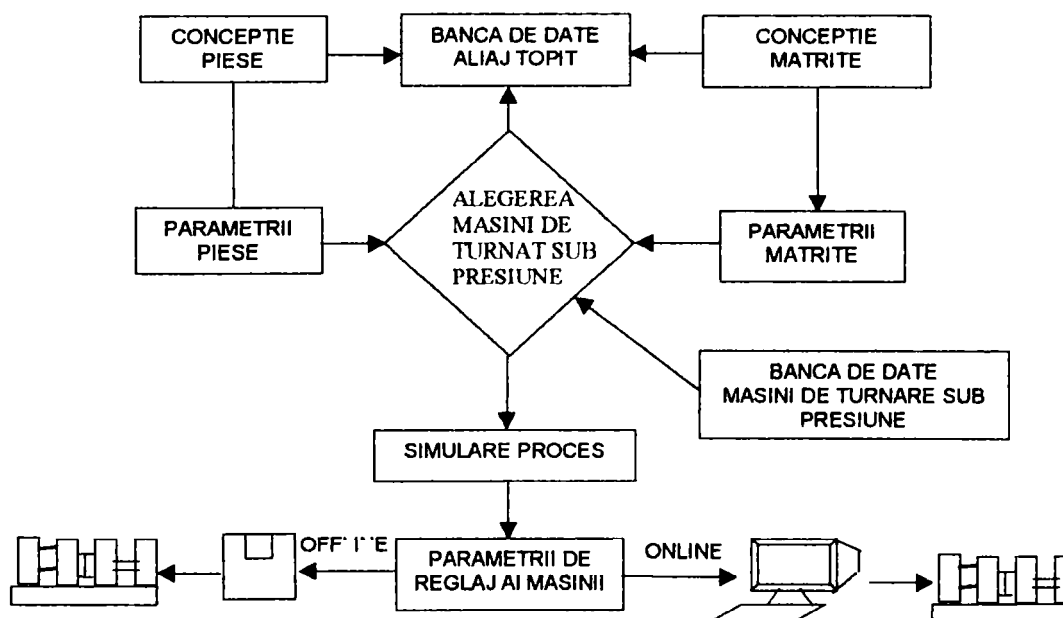 CONCEPTIE
PIESE
BANCA DE DATE
ALIAJ TOPIT
CONCEPTIE
MATRITE
ALEGEREA
MASINI DE
TURNAT SUB
PRESIUNE
PARAMETRII
PIESE
PARAMETRII
MATRITE
BANCA DE DATE
MASINI DE TURNARE SUB
PRESIUNE
SIMULARE PROCES
PARAMETRII DE
REGLAJ AI MASINII
ONLINE